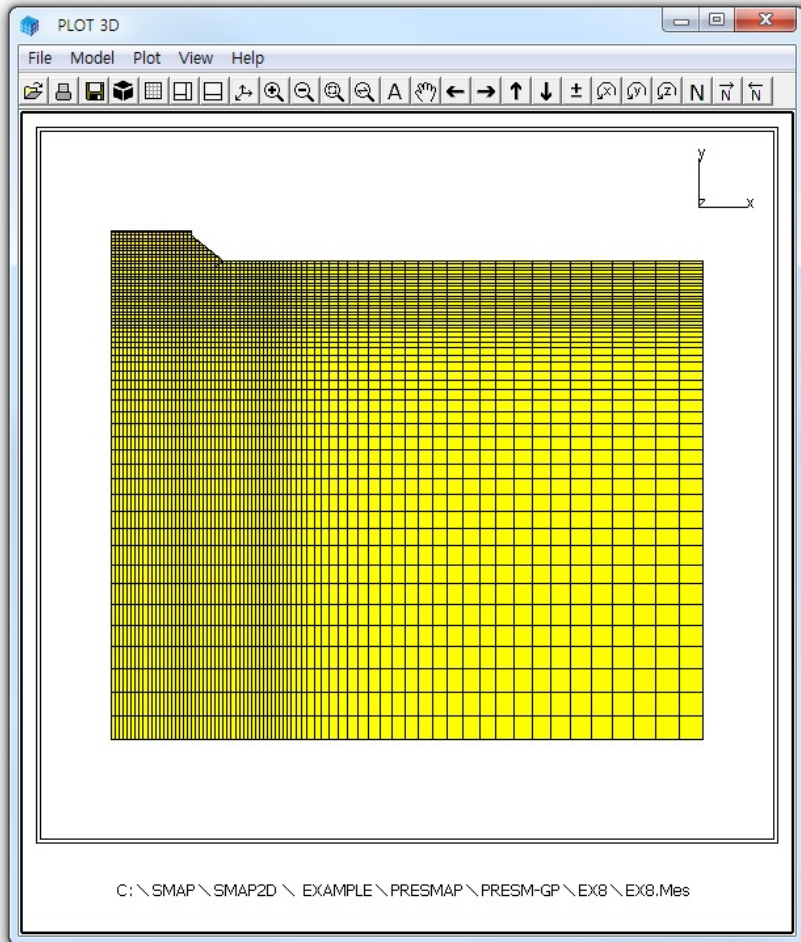 PLOT 3D
File Model Plot View Help
A ± x y z N N N
y
z x
C:\SMAP\SMAP2D\ EXAMPLE\PRESMAP\PRESM-GP\EX8\EX8.Mes